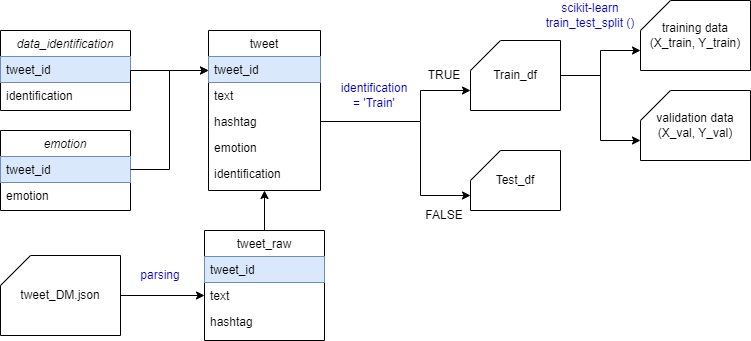 data_identification
tweet_id
identification
emotion
tweet_id
emotion
tweet_DM.json
parsing
tweet
tweet_id
text
hashtag
emotion
identification
tweet_raw
tweet_id
text
hashtag
identification
= 'Train'
TRUE
FALSE
Train_df
Test_df
scikit-learn
train_test_split ()
training data
(X_train, Y_train)
validation data
(X_val, Y_val)